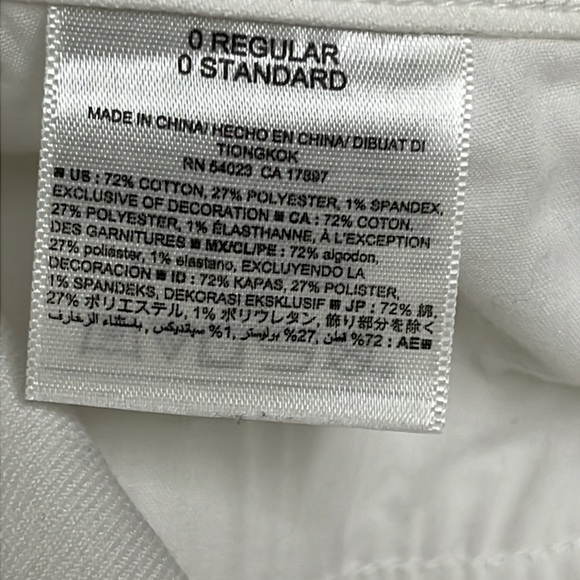 0 REGULAR
0 STANDARD
MADE IN CHINA/ HECHO EN CHINA/ DIBUAT DI
TIONGKOK
RN 54023 CA 17897
■ US : 72% COTTON, 27% POLYESTER, 1% SPANDEX,
EXCLUSIVE OF DECORATION ■ CA : 72% COTON,
27% POLYESTER, 1% ÉLASTHANNE, À L'EXCEPTION
DES GARNITURES ■ MX/CL/PE : 72% algodon,
27% poliéster, 1% elastano, EXCLUYENDO LA
DECORACION ■ ID : 72% KAPAS, 27% POLISTER,
1% SPANDEKS, DEKORASI EKSKLUSIF ■ JP : 72% 綿,
27% ポリエステル, 1% ポリウレタン, 飾り部分を除く
■AE : 72% قطن, 27% بولوستر, 1% سباندیکس, باستثناء الزخارف